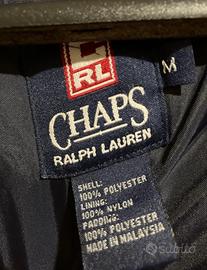 RL
M
CHAPS
RALPH LAUREN
SHELL:
100% POLYESTER
LINING:
100% NYLON
PADDING:
100% POLYESTER
MADE IN MALAYSIA
subito